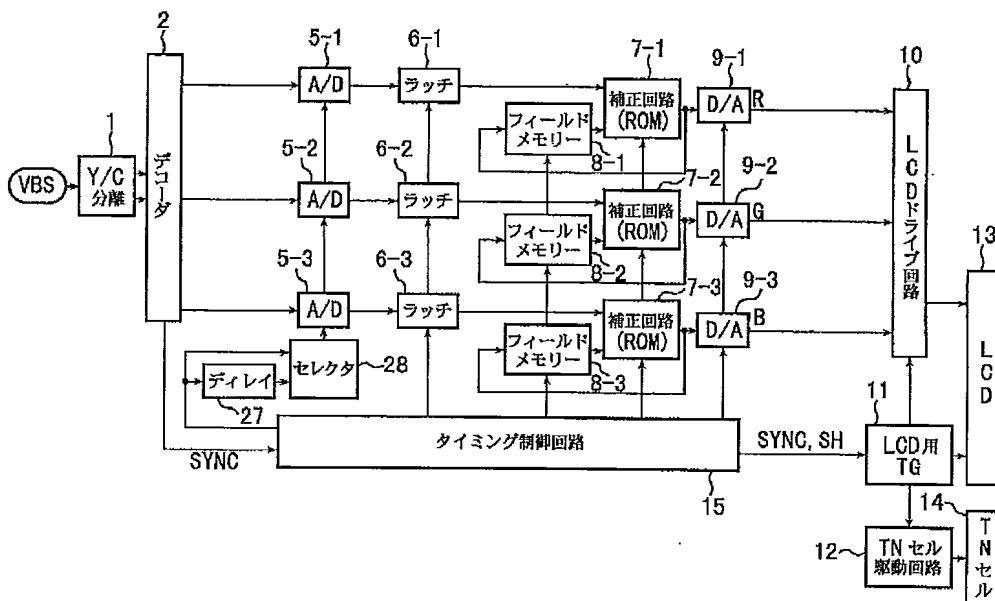 2
5-1
6-1
7-1
9-1
10
A/D
ラッチ
補正回路
(ROM)
D/A
R
フィールド
メモリー
8-1
1
5-2
6-2
7-2
9-2
VBS
Y/C
分離
デコーダ
A/D
ラッチ
補正回路
(ROM)
D/A
G
フィールド
メモリー
8-2
LCDドライブ回路
13
5-3
6-3
7-3
9-3
A/D
ラッチ
補正回路
(ROM)
D/A
B
フィールド
メモリー
8-3
LCD
セレクタ
28
ディレイ
27
11
タイミング制御回路
SYNC
SYNC, SH
LCD用
TG
15
14
12
TNセル
駆動回路
TNセル